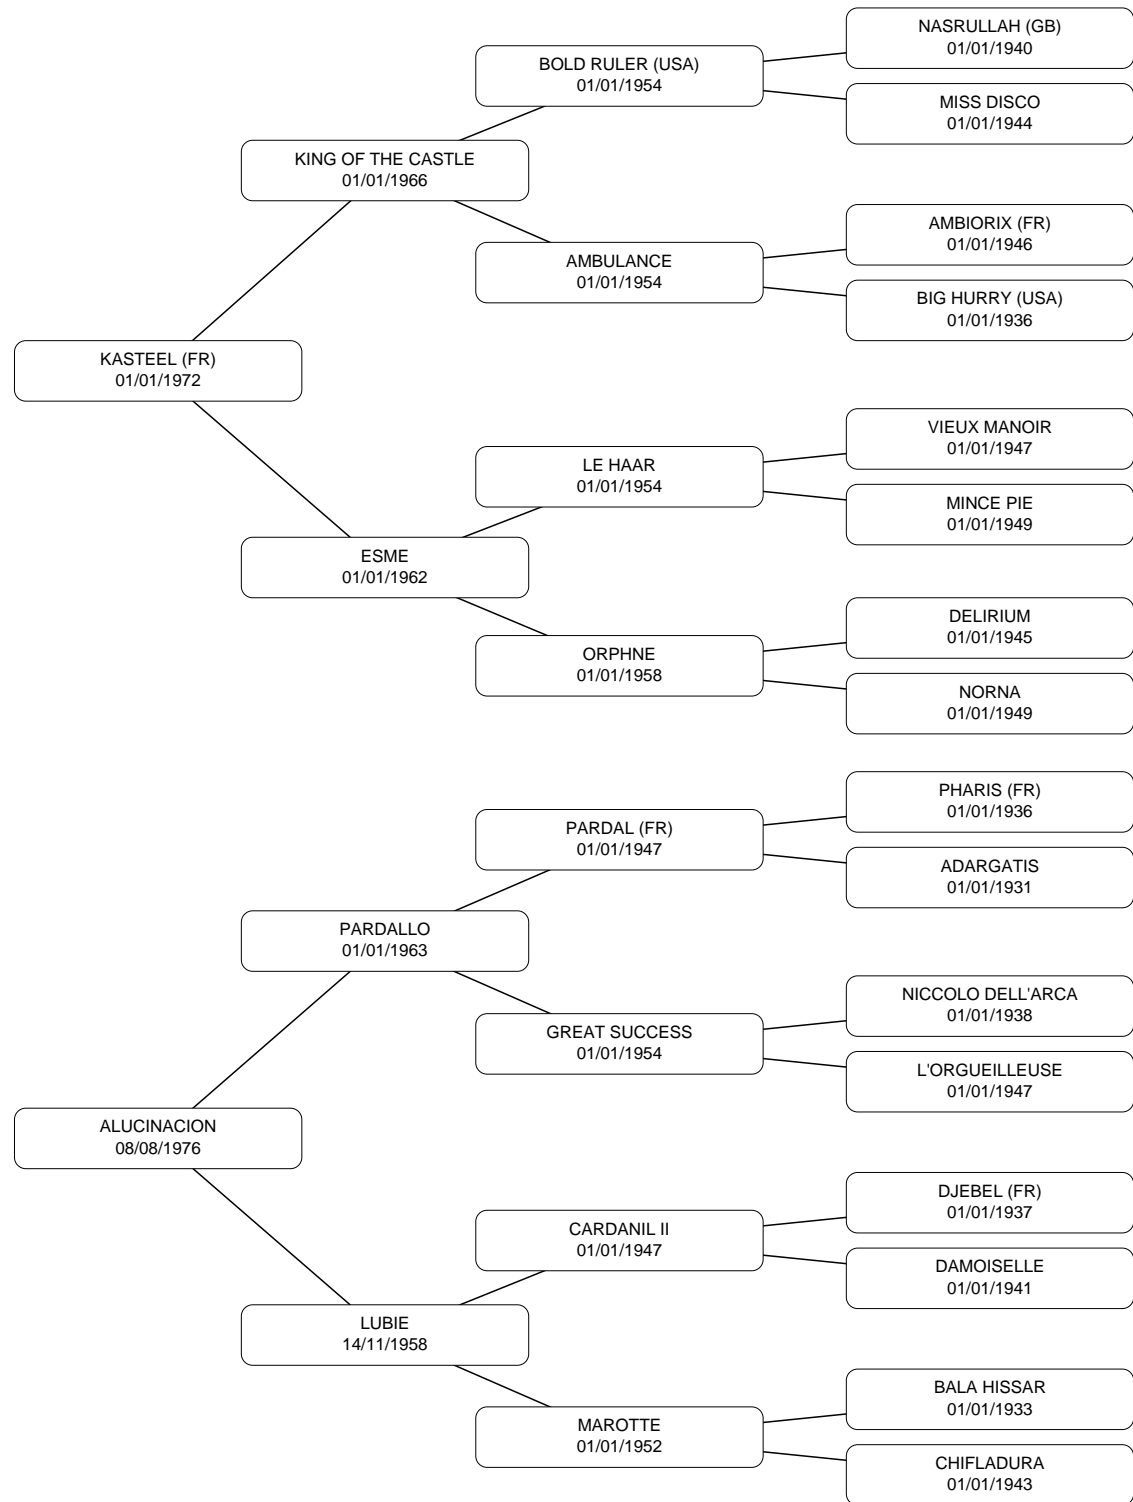 NASRULLAH (GB)
01/01/1940
BOLD RULER (USA)
01/01/1954
MISS DISCO
01/01/1944
KING OF THE CASTLE
01/01/1966
AMBIORIX (FR)
01/01/1946
AMBULANCE
01/01/1954
BIG HURRY (USA)
01/01/1936
KASTEEL (FR)
01/01/1972
VIEUX MANOIR
01/01/1947
LE HAAR
01/01/1954
MINCE PIE
01/01/1949
ESME
01/01/1962
DELIRIUM
01/01/1945
ORPHNE
01/01/1958
NORNA
01/01/1949
PHARIS (FR)
01/01/1936
PARDAL (FR)
01/01/1947
ADARGATIS
01/01/1931
PARDALLO
01/01/1963
NICCOLO DELL'ARCA
01/01/1938
GREAT SUCCESS
01/01/1954
L'ORGUEILLEUSE
01/01/1947
ALUCINACION
08/08/1976
DJEBEL (FR)
01/01/1937
CARDANIL II
01/01/1947
DAMOISELLE
01/01/1941
LUBIE
14/11/1958
BALA HISSAR
01/01/1933
MAROTTE
01/01/1952
CHIFLADURA
01/01/1943